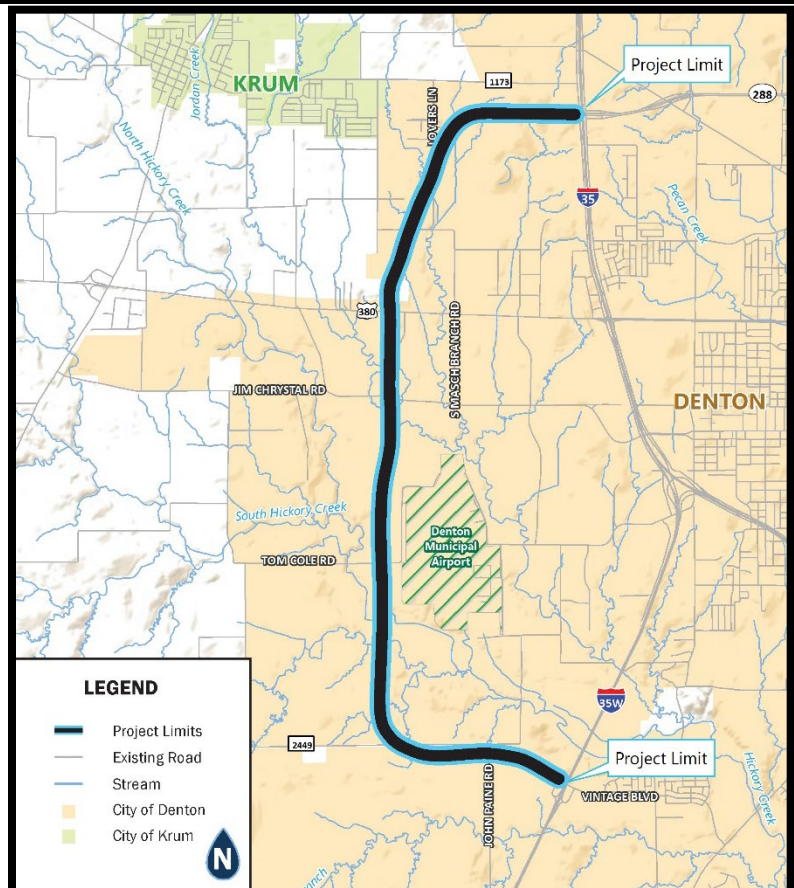 Project Limit
1173
288
KRUM
Jordan Creek
LOVERS LN
North Hickory Creek
35
Pecan Creek
380
S MASCH BRANCH RD
JIM CHRYSTAL RD
DENTON
South Hickory Creek
Denton
Municipal
Airport
TOM COLE RD
35W
2449
Project Limit
VINTAGE BLVD
JOHN PAINE RD
Hickory Creek
LEGEND
Project Limits
Existing Road
Stream
City of Denton
City of Krum
N